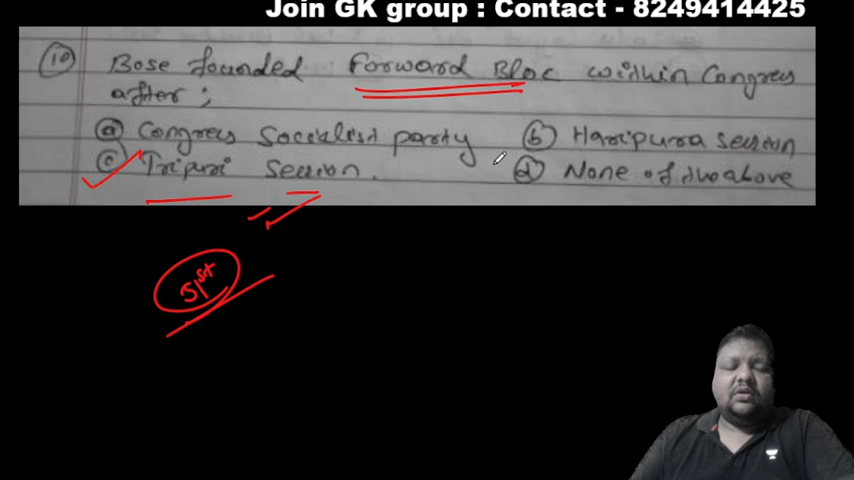 Join GK group : Contact - 8249414425
(10) Bose founded Forward Bloc within Congress
after ;
(a) Congress Socialist party (b) Haripura session
(c) Tripuri session. (d) None of the above
51st